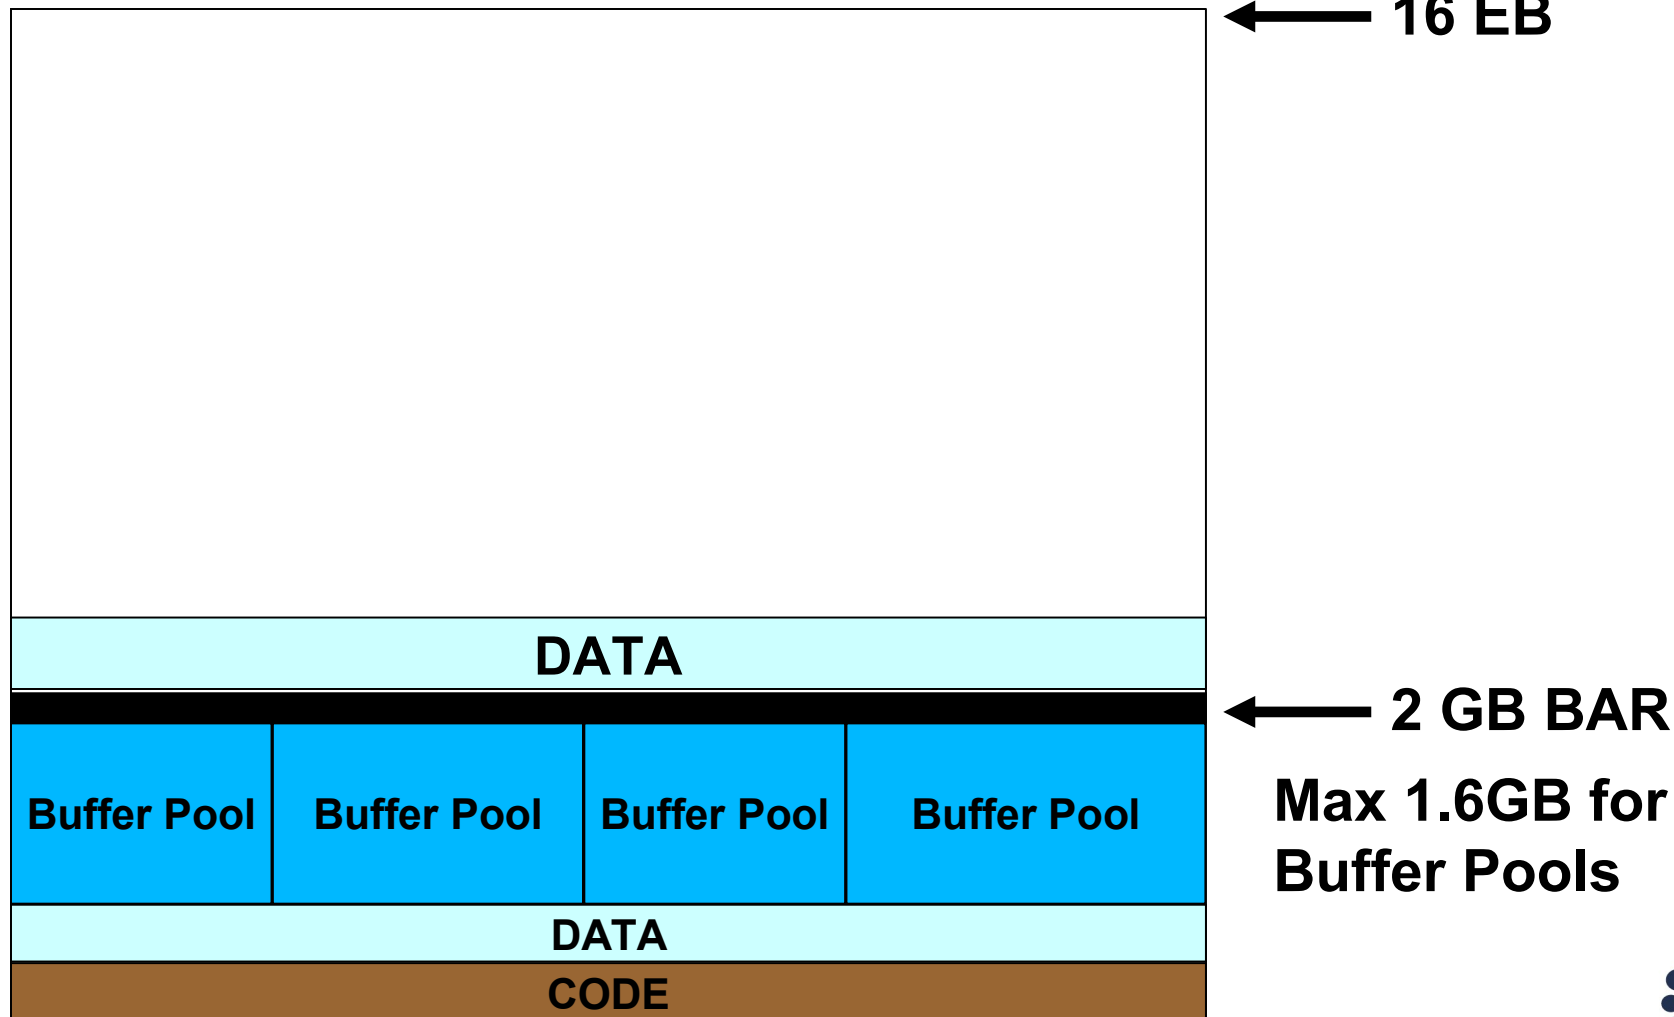 16 EB
DATA
2 GB BAR
Buffer Pool Buffer Pool Buffer Pool Buffer Pool
Max 1.6GB for
Buffer Pools
DATA
CODE